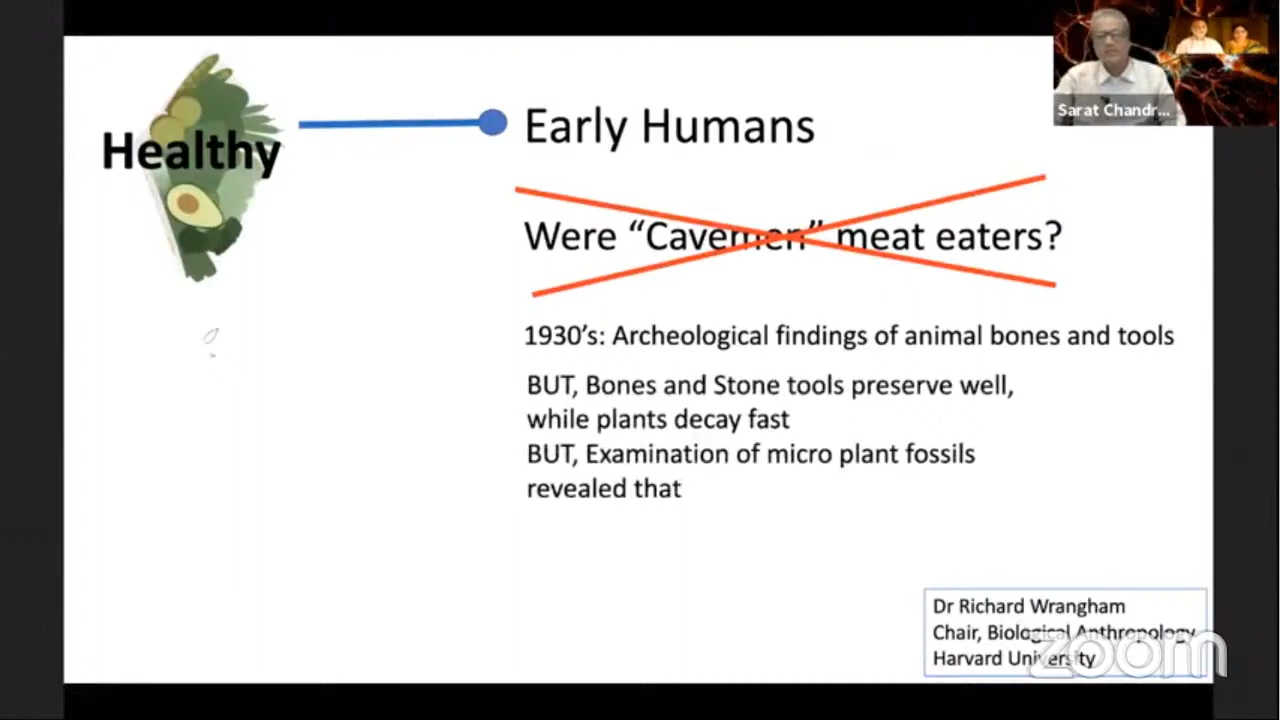 Healthy
Early Humans
Were “Cavemen” meat eaters?
1930’s: Archeological findings of animal bones and tools
BUT, Bones and Stone tools preserve well,
while plants decay fast
BUT, Examination of micro plant fossils
revealed that
Dr Richard Wrangham
Chair, Biological Anthropology
Harvard University
zoom
Sarat Chandr...